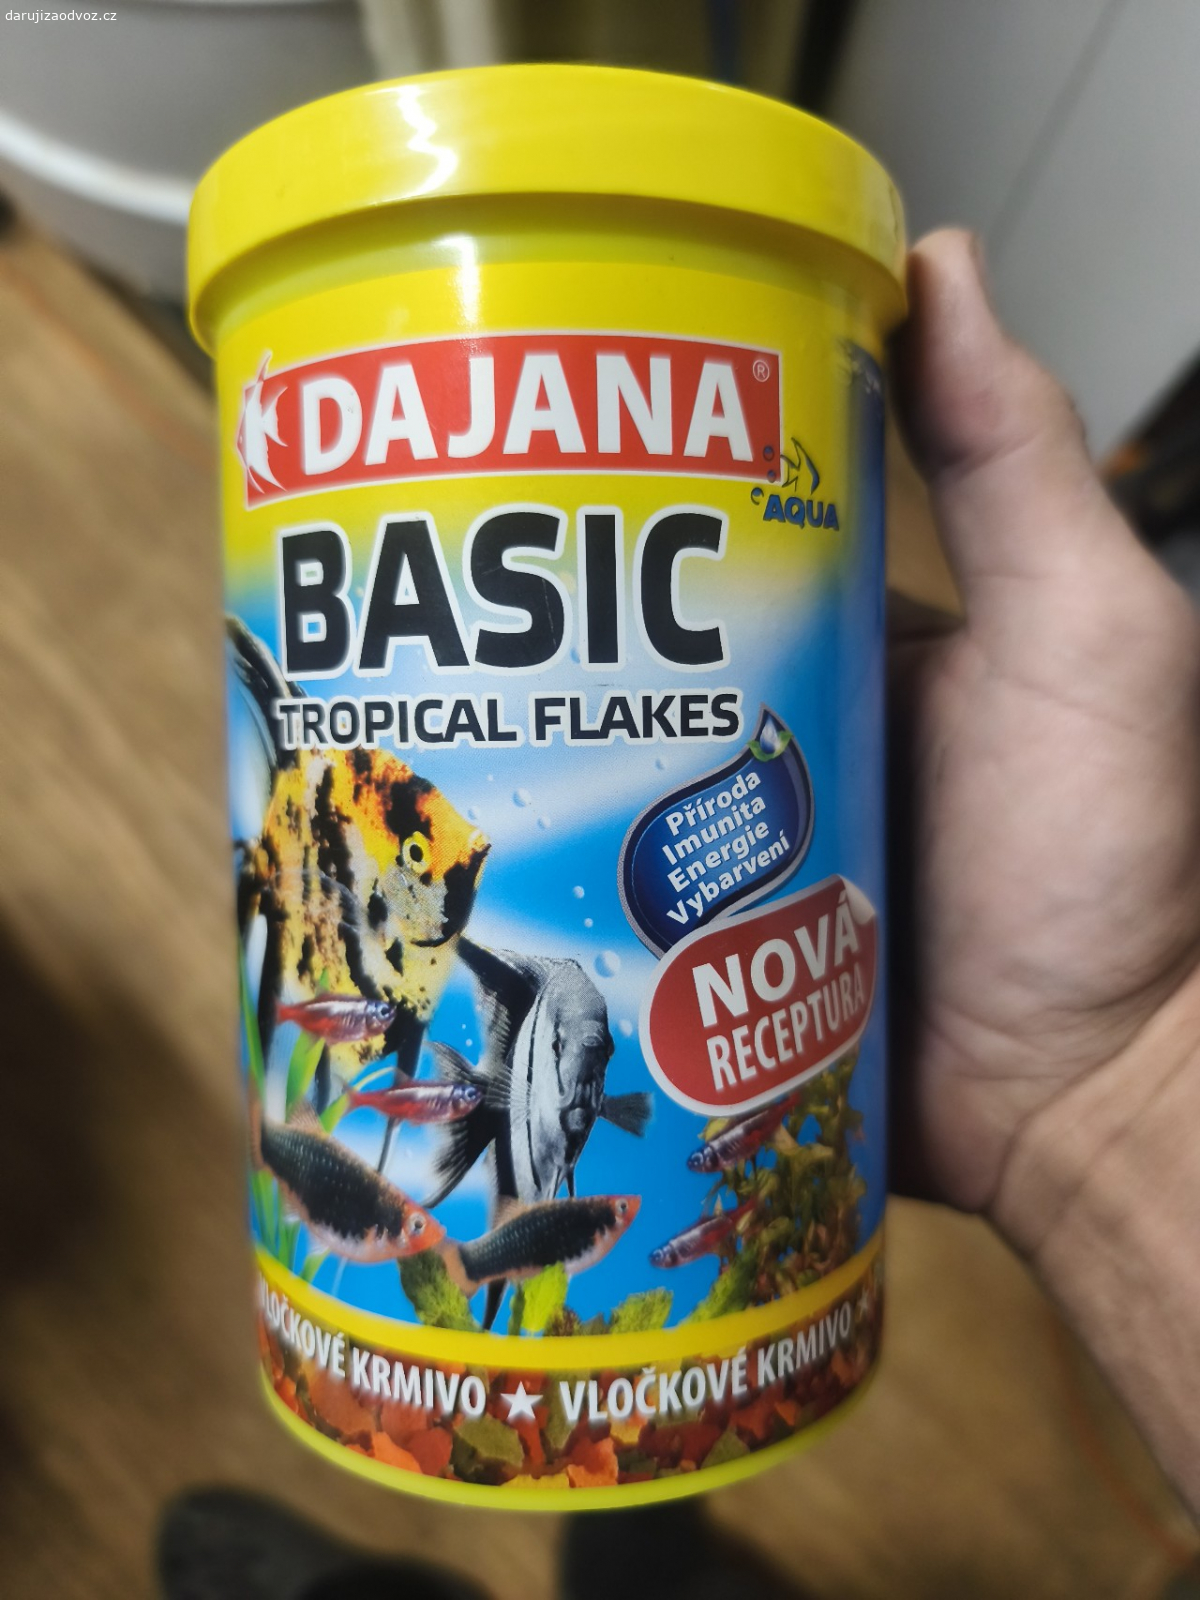 darujizaodvoz.cz
DAJANA®
AQUA
BASIC
TROPICAL FLAKES
Příroda
Imunita
Energie
Vybarvení
NOVÁ
RECEPTURA
VLOČKOVÉ KRMIVO ★ VLOČKOVÉ KRMIVO ★